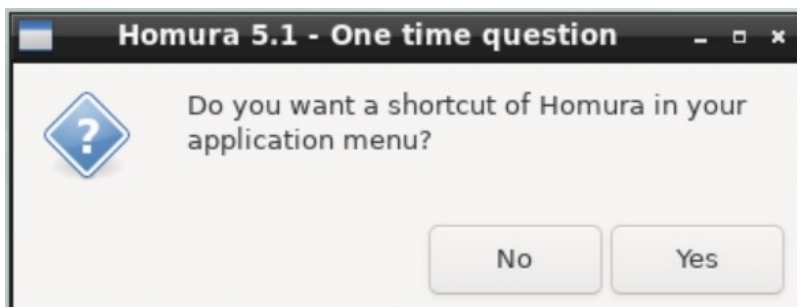 Homura 5.1 - One time question
Do you want a shortcut of Homura in your
application menu?
No Yes